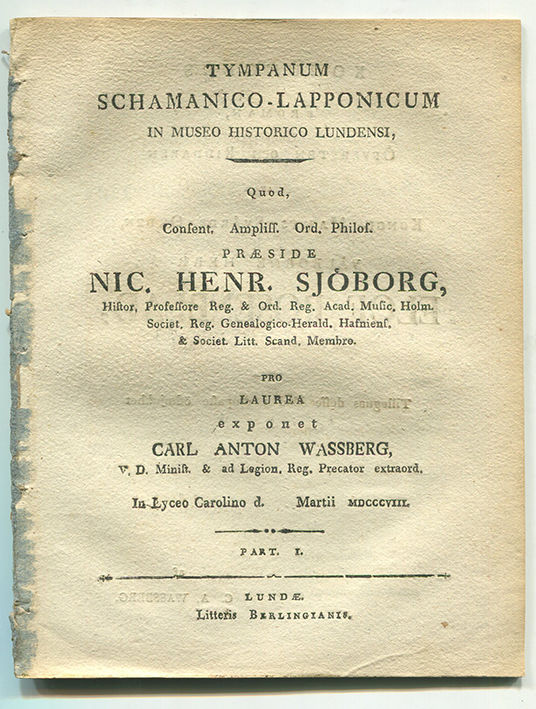 TYMPANUM
SCHAMANICO-LAPPONICUM
IN MUSEO HISTORICO LUNDENSI,
Quod,
Conſent. Ampliſſ. Ord. Philoſ.
PRÆSIDE
NIC. HENR. SJÖBORG,
Hiſtor. Profeſſore Reg. & Ord. Reg. Acad. Muſic. Holm.
Societ. Reg. Genealogico-Herald. Hafnienſ.
& Societ. Litt. Scand. Membro.
PRO
LAUREA
exponet
CARL ANTON WASSBERG,
V. D. Miniſt. & ad Legion. Reg. Precator extraord.
In Lyceo Carolino d. Martii MDCCCVIII.
PART. I.
LUNDÆ.
Litteris BERLINGIANIS.